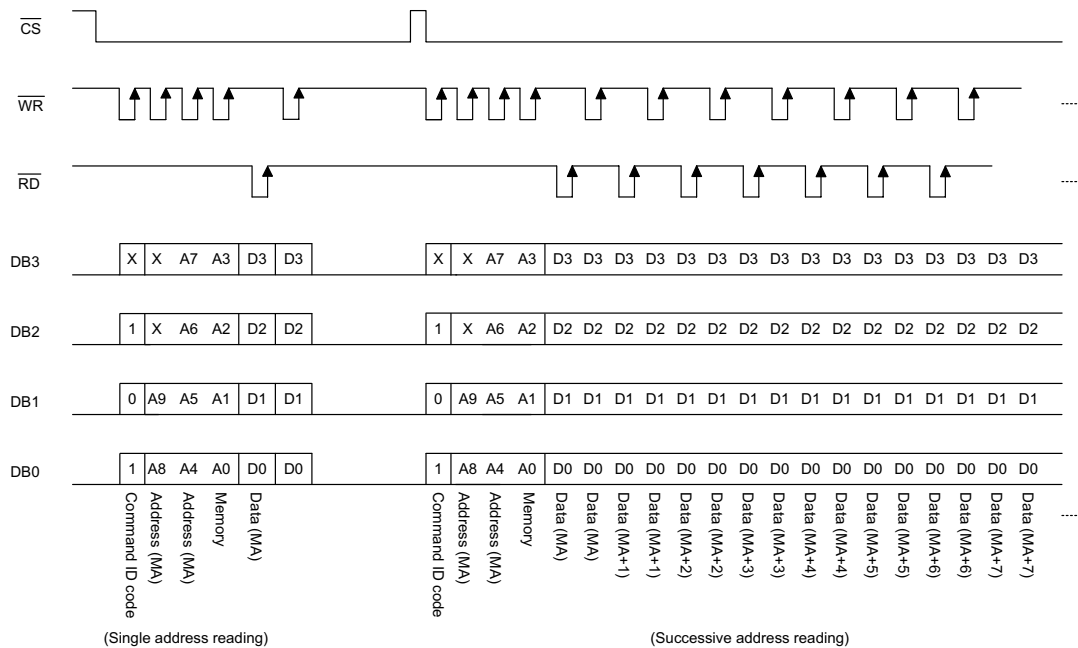 CS
WR
RD
DB3 X X A7 A3 D3 D3 X X A7 A3 D3 D3 D3 D3 D3 D3 D3 D3 D3 D3 D3 D3 D3 D3 D3 D3
DB2 1 X A6 A2 D2 D2 1 X A6 A2 D2 D2 D2 D2 D2 D2 D2 D2 D2 D2 D2 D2 D2 D2 D2 D2
DB1 0 A9 A5 A1 D1 D1 0 A9 A5 A1 D1 D1 D1 D1 D1 D1 D1 D1 D1 D1 D1 D1 D1 D1 D1 D1
DB0 1 A8 A4 A0 D0 D0 1 A8 A4 A0 D0 D0 D0 D0 D0 D0 D0 D0 D0 D0 D0 D0 D0 D0 D0 D0
Command ID code
Address (MA)
Address (MA)
Memory
Data (MA)
Command ID code
Address (MA)
Address (MA)
Memory
Data (MA)
Data (MA)
Data (MA+1)
Data (MA+1)
Data (MA+2)
Data (MA+2)
Data (MA+3)
Data (MA+3)
Data (MA+4)
Data (MA+4)
Data (MA+5)
Data (MA+5)
Data (MA+6)
Data (MA+6)
Data (MA+7)
Data (MA+7)
(Single address reading)
(Successive address reading)